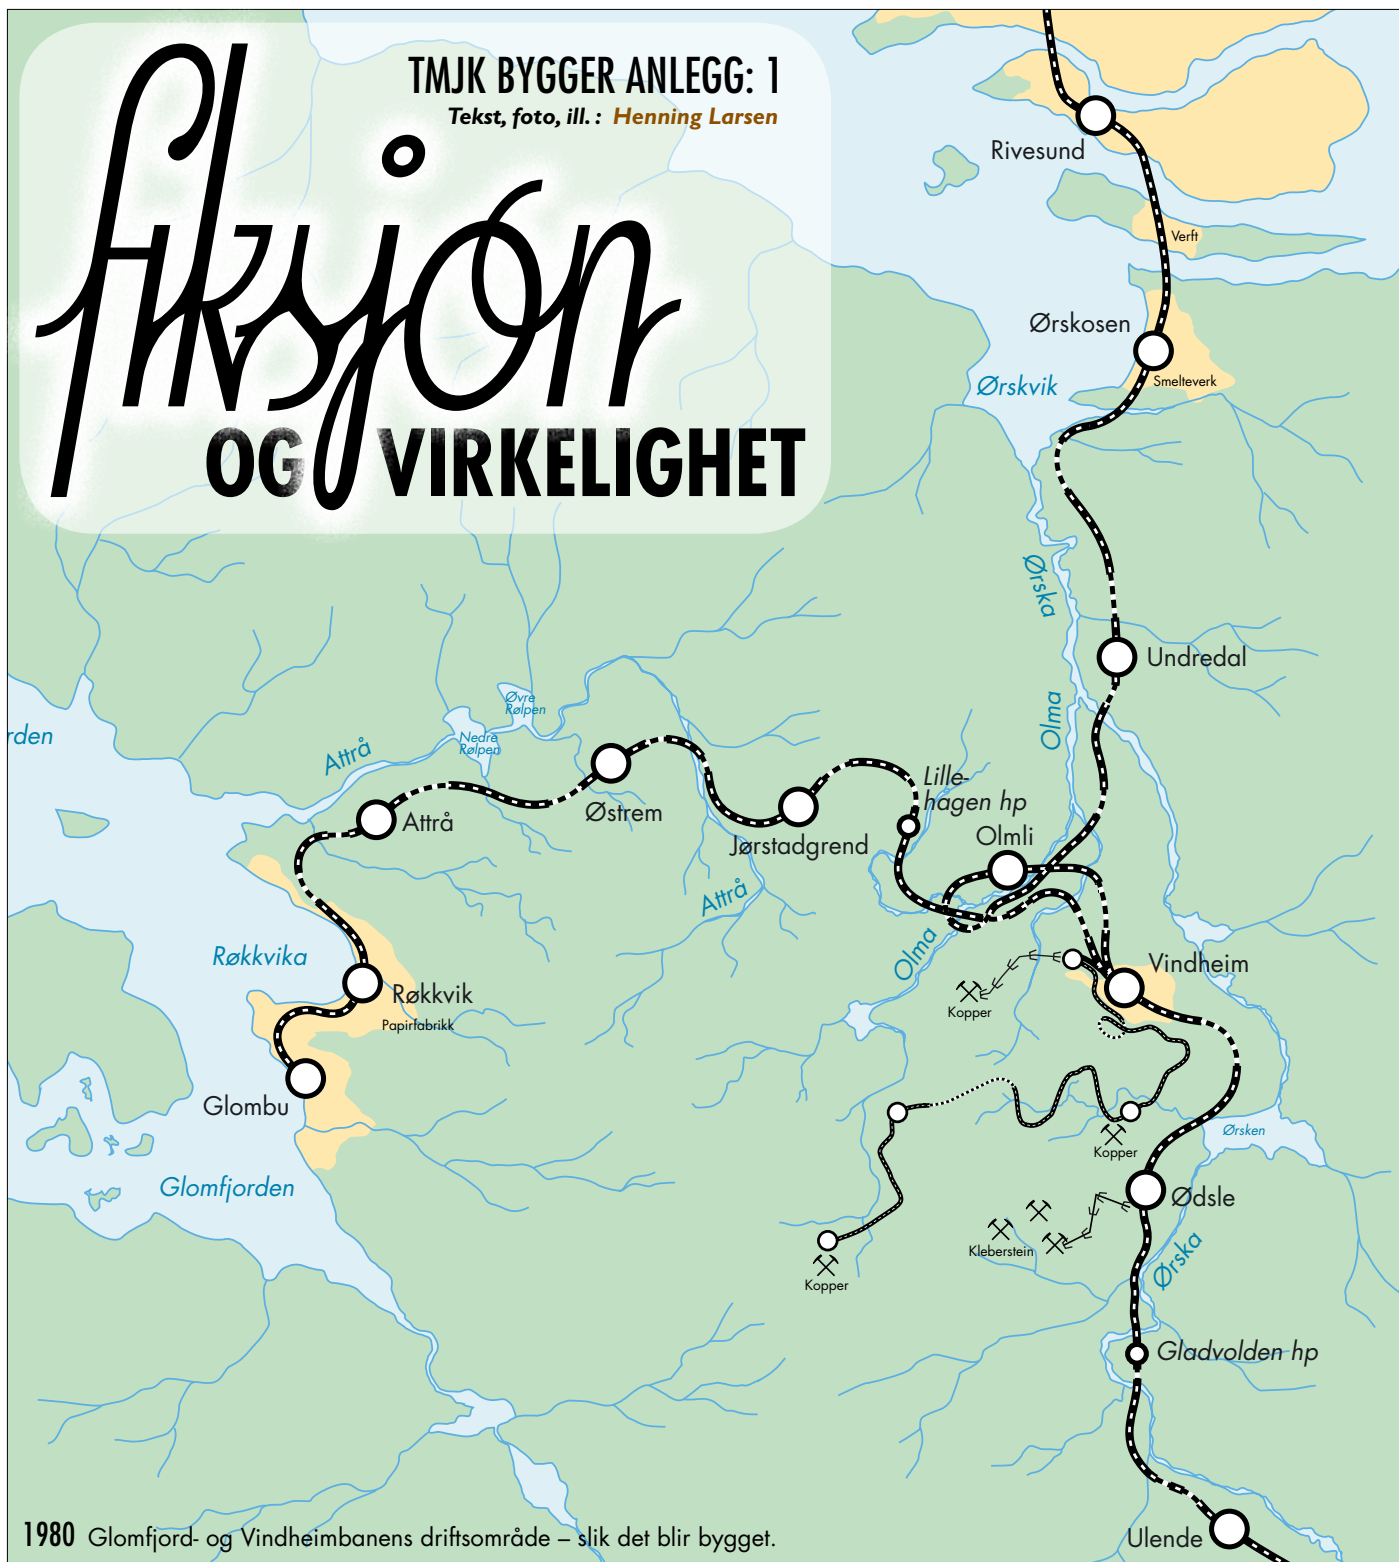 TMJK BYGGER ANLEGG: 1
Tekst, foto, ill. : Henning Larsen
fiksjon
OG VIRKELIGHET
Rivesund
Verft
Ørskosen
Smelteverk
Ørskvik
Ørska
Undredal
Olma
rden
Øvre
Rølpen
Nedre
Rølpen
Attrå
Attrå
Østrem
Jørstadgrend
Lille-
hagen hp
Olmli
Attrå
Olma
Røkkvika
Vindheim
Kopper
Røkkvik
Papirfabrikk
Glombu
Ørsken
Kopper
Glomfjorden
Ødsle
Kleberstein
Ørska
Kopper
Gladvolden hp
Ulende
1980 Glomfjord- og Vindheimbanens driftsområde – slik det blir bygget.